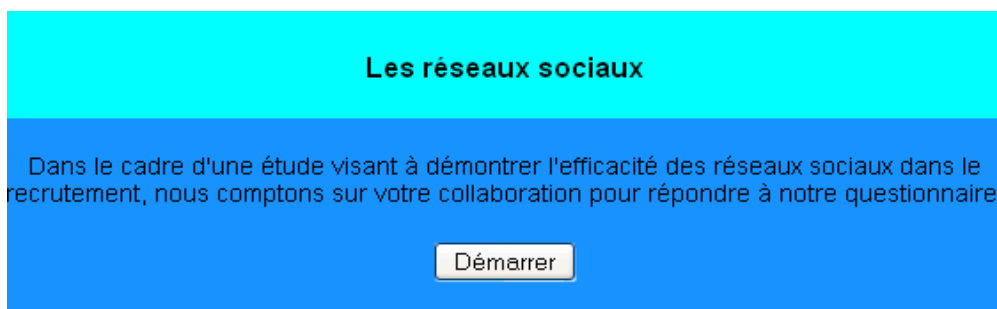 Les réseaux sociaux
Dans le cadre d'une étude visant à démontrer l'efficacité des réseaux sociaux dans le
recrutement, nous comptons sur votre collaboration pour répondre à notre questionnaire
Démarrer